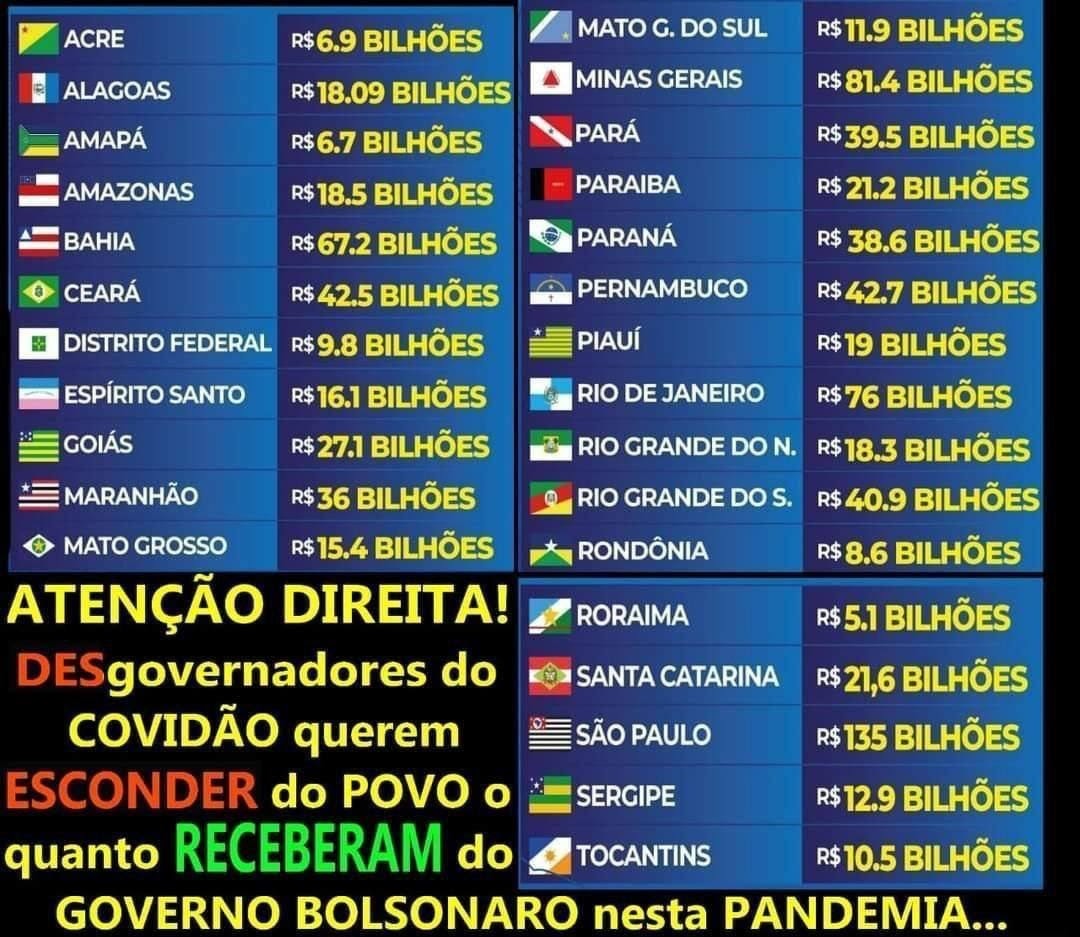 ACRE R$6.9 BILHÕES
ALAGOAS R$18.09 BILHÕES
AMAPÁ R$6.7 BILHÕES
AMAZONAS R$18.5 BILHÕES
BAHIA R$67.2 BILHÕES
CEARÁ R$42.5 BILHÕES
DISTRITO FEDERAL R$9.8 BILHÕES
ESPÍRITO SANTO R$16.1 BILHÕES
GOIÁS R$27.1 BILHÕES
MARANHÃO R$36 BILHÕES
MATO GROSSO R$15.4 BILHÕES
MATO G. DO SUL R$11.9 BILHÕES
MINAS GERAIS R$81.4 BILHÕES
PARÁ R$39.5 BILHÕES
PARAIBA R$21.2 BILHÕES
PARANÁ R$ 38.6 BILHÕES
PERNAMBUCO R$42.7 BILHÕES
PIAUÍ R$19 BILHÕES
RIO DE JANEIRO R$76 BILHÕES
RIO GRANDE DO N. R$18.3 BILHÕES
RIO GRANDE DO S. R$40.9 BILHÕES
RONDÔNIA R$8.6 BILHÕES
RORAIMA R$5.1 BILHÕES
SANTA CATARINA R$21,6 BILHÕES
SÃO PAULO R$135 BILHÕES
SERGIPE R$12.9 BILHÕES
TOCANTINS R$10.5 BILHÕES
ATENÇÃO DIREITA!
DESgovernadores do
COVIDÃO querem
ESCONDER do POVO o
quanto RECEBERAM do
GOVERNO BOLSONARO nesta PANDEMIA...